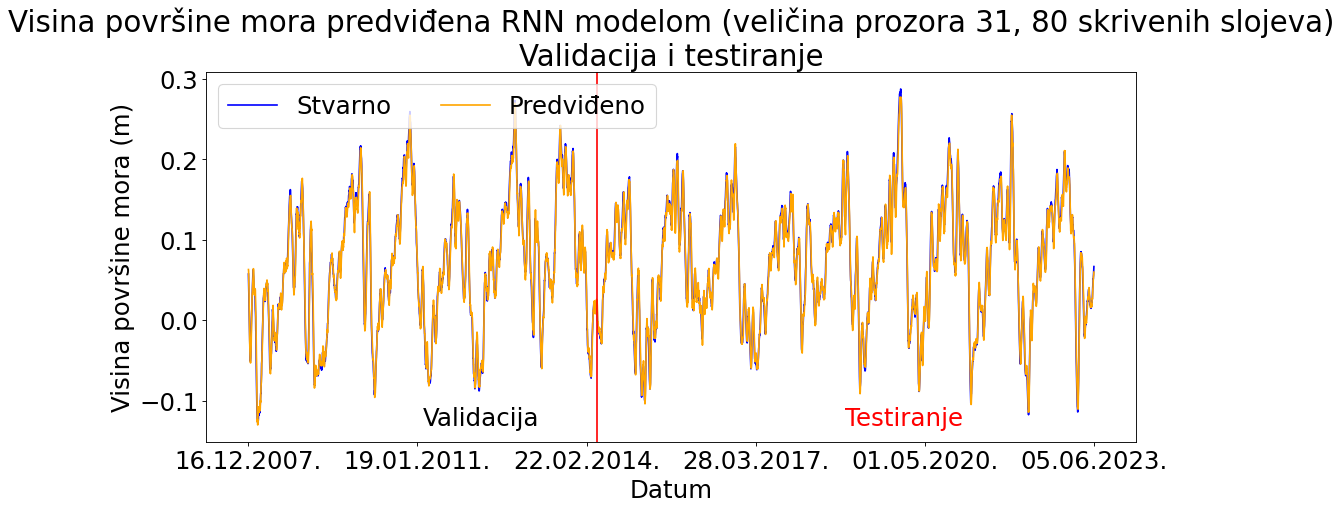 Visina površine mora predviđena RNN modelom (veličina prozora 31, 80 skrivenih slojeva)
Validacija i testiranje
Stvarno
Predviđeno
Visina površine mora (m)
0.3
0.2
0.1
0.0
−0.1
Validacija
Testiranje
16.12.2007.
19.01.2011.
22.02.2014.
28.03.2017.
01.05.2020.
05.06.2023.
Datum